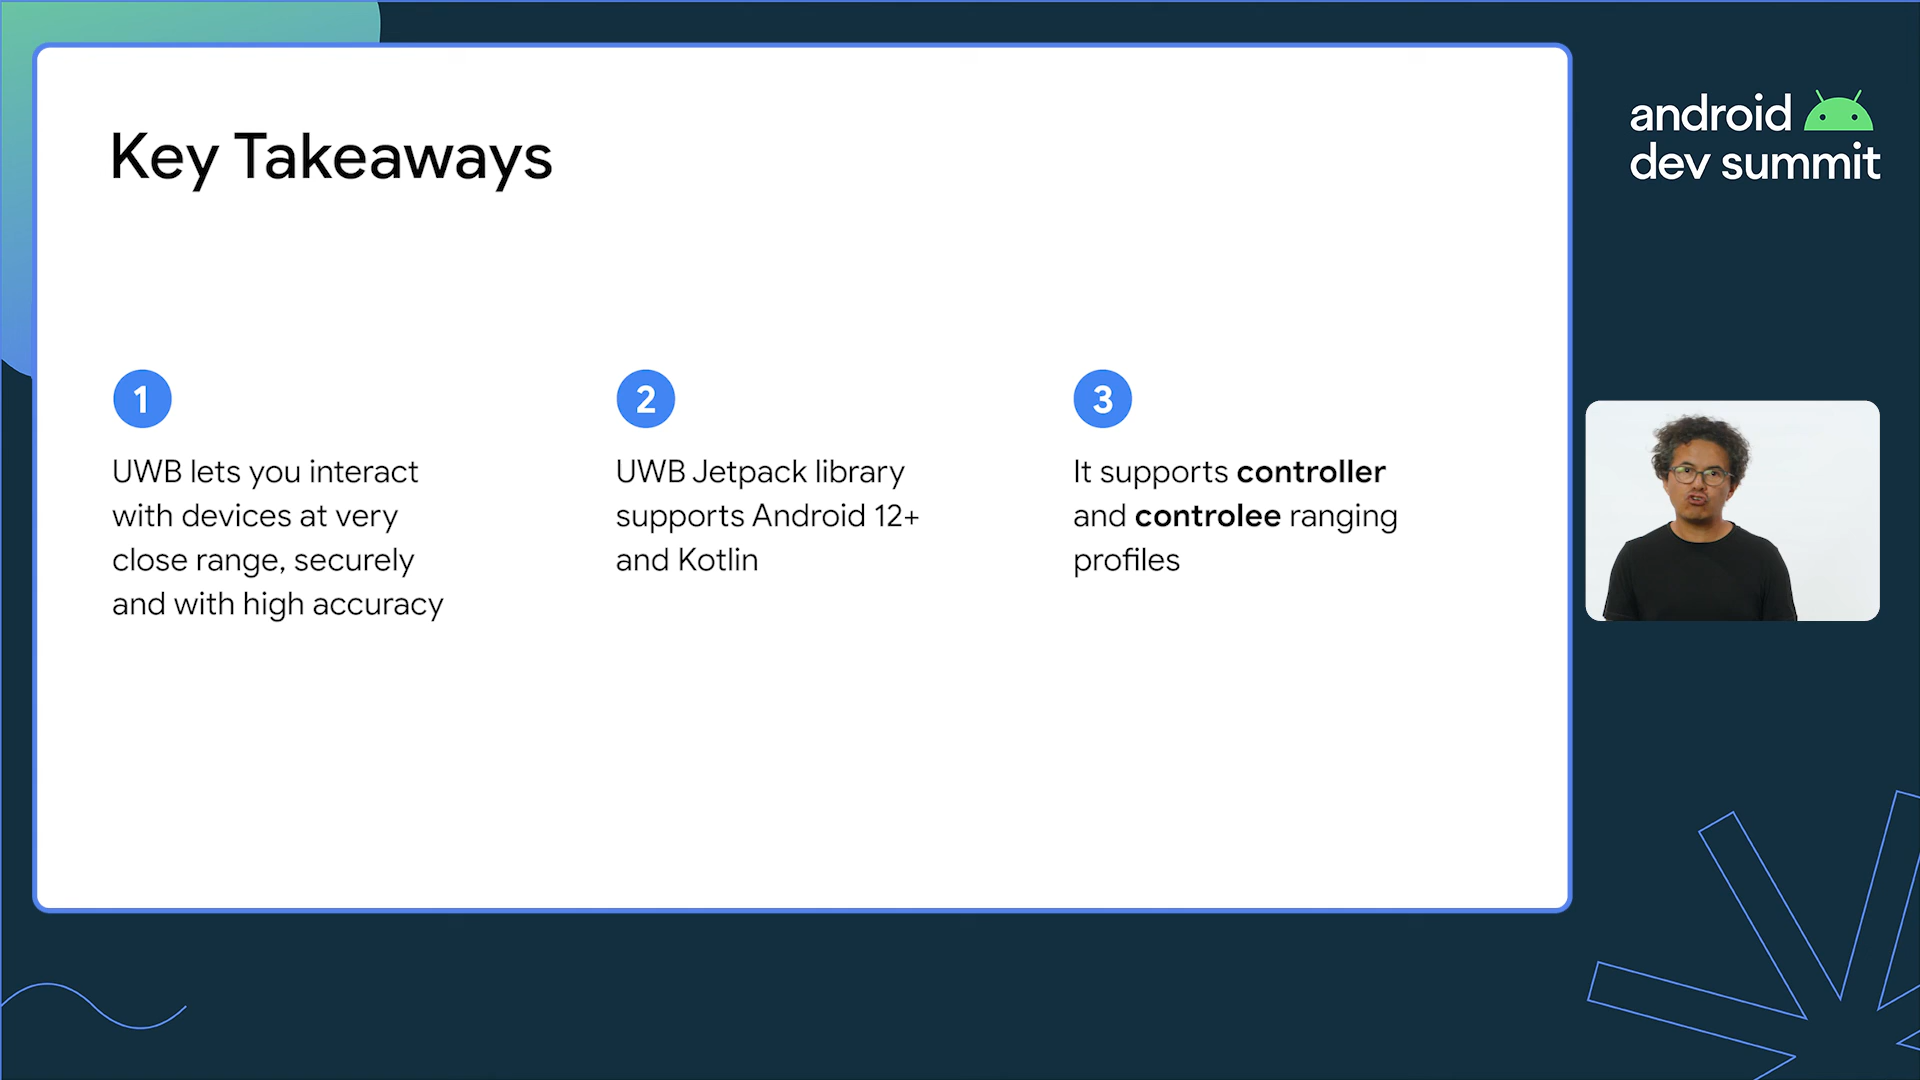 Key Takeaways
1
UWB lets you interact
with devices at very
close range, securely
and with high accuracy
2
UWB Jetpack library
supports Android 12+
and Kotlin
3
It supports controller
and controlee ranging
profiles
android
dev summit